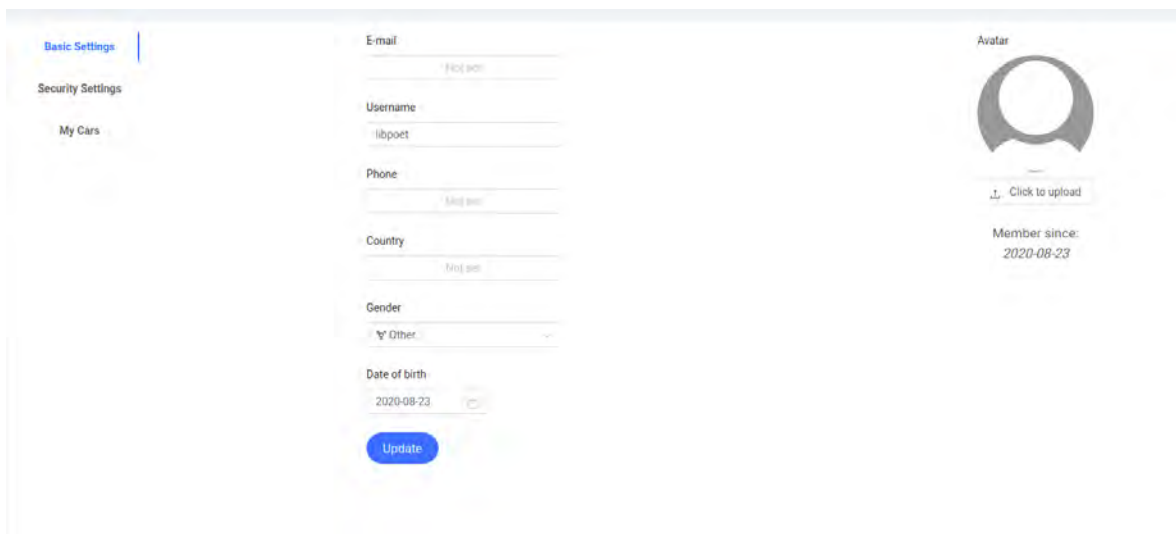 Basic Settings
Security Settings
My Cars
E-mail
Not set
Username
libpoet
Phone
Not set
Country
Not set
Gender
Other
Date of birth
2020-08-23
Update
Avatar
Click to upload
Member since:
2020-08-23